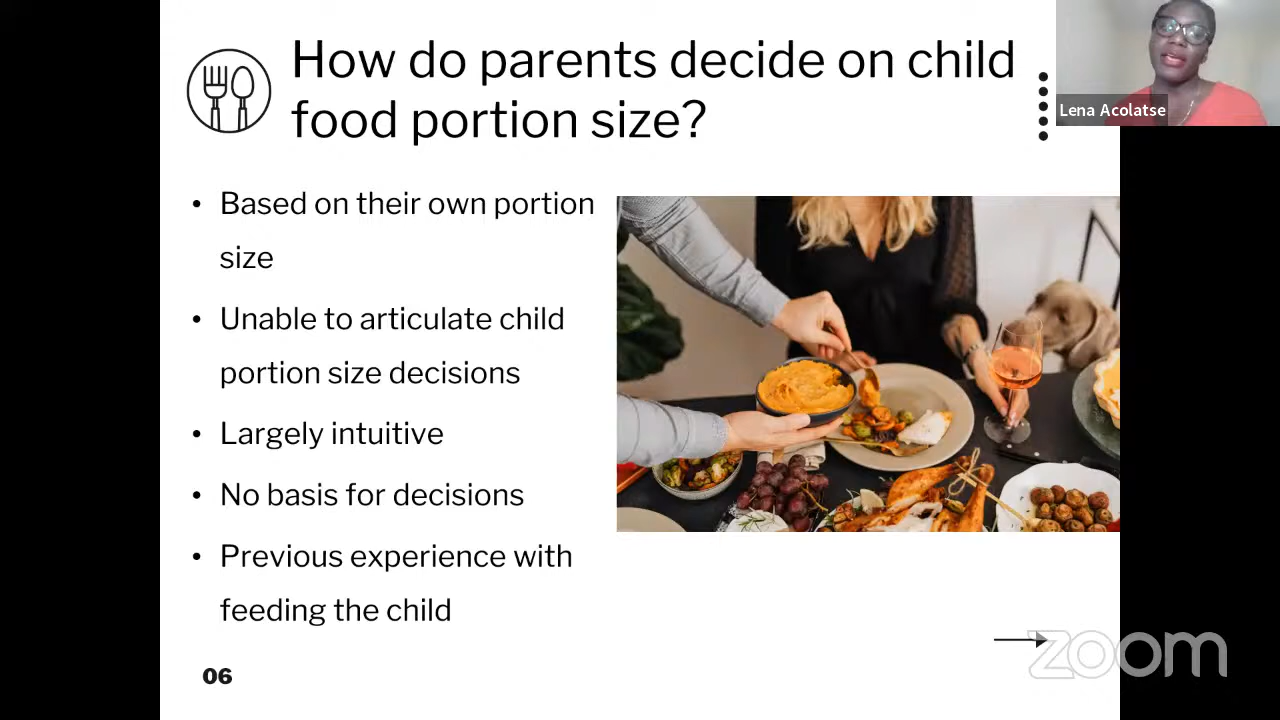 How do parents decide on child
food portion size?
Lena Acolatse
• Based on their own portion
size
• Unable to articulate child
portion size decisions
• Largely intuitive
• No basis for decisions
• Previous experience with
feeding the child
06
zoom